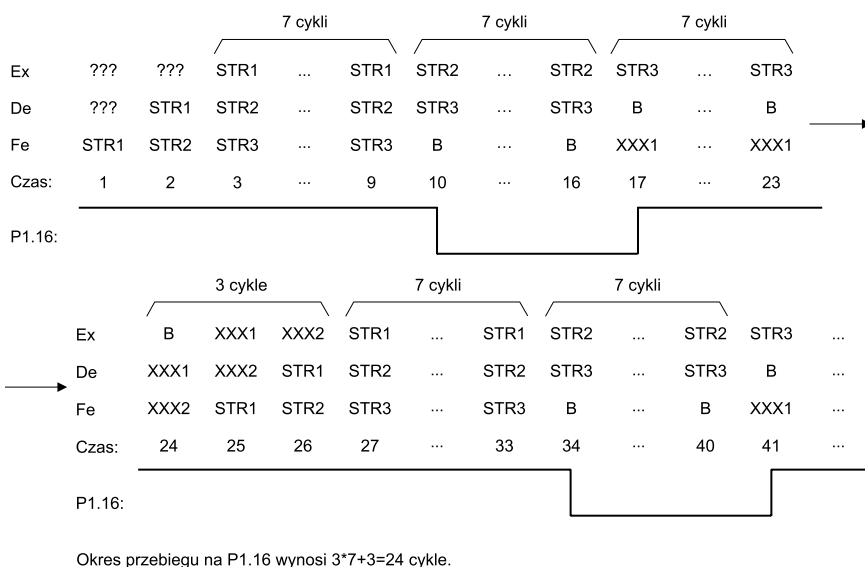 7 cykli 7 cykli 7 cykli
Ex ??? ??? STR1 ... STR1 STR2 ... STR2 STR3 ... STR3
De ??? STR1 STR2 ... STR2 STR3 ... STR3 B ... B
Fe STR1 STR2 STR3 ... STR3 B ... B XXX1 ... XXX1
Czas: 1 2 3 ... 9 10 ... 16 17 ... 23
P1.16:
3 cykle 7 cykli 7 cykli
Ex B XXX1 XXX2 STR1 ... STR1 STR2 ... STR2 STR3 ...
De XXX1 XXX2 STR1 STR2 ... STR2 STR3 ... STR3 B ...
Fe XXX2 STR1 STR2 STR3 ... STR3 B ... B XXX1 ...
Czas: 24 25 26 27 ... 33 34 ... 40 41 ...
P1.16:
Okres przebiegu na P1.16 wynosi 3*7+3=24 cykle.